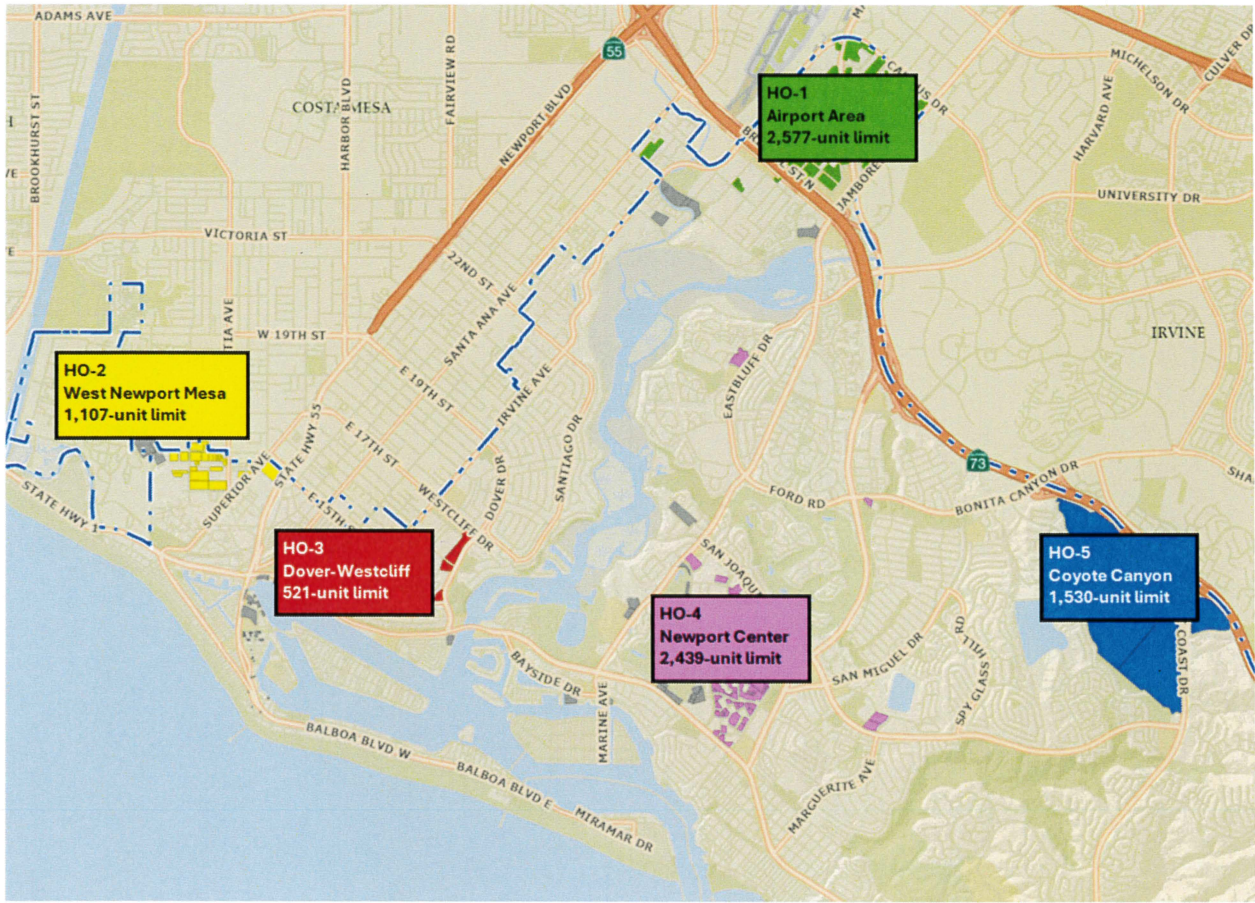 ADAMS AVE
BROOKHURST ST
HARBOR BLVD
FAIRVIEW RD
COSTA MESA
NEWPORT BLVD
55
HO-1
Airport Area
2,577-unit limit
MICHELSON DR
CULVER DR
HARVARD AVE
UNIVERSITY DR
VICTORIA ST
22ND ST
SANTA ANA AVE
W 19TH ST
E 19TH ST
IRVINE AVE
IRVINE
EASTBLUFF DR
HO-2
West Newport Mesa
1,107-unit limit
STATE HWY 55
E 17TH ST
SUPERIOR AVE
SANTIAGO DR
DOVER DR
WESTCLIFF DR
STATE HWY 1
73
FORD RD
BONITA CANYON DR
HO-3
Dover-Westcliff
521-unit limit
HO-5
Coyote Canyon
1,530-unit limit
HO-4
Newport Center
2,439-unit limit
COAST DR
SAN MIGUEL DR
SPY GLASS HILL RD
BAYSIDE DR
MARINE AVE
BALBOA BLVD W
BALBOA BLVD E
MIRAMAR DR
MARGUERITE AVE